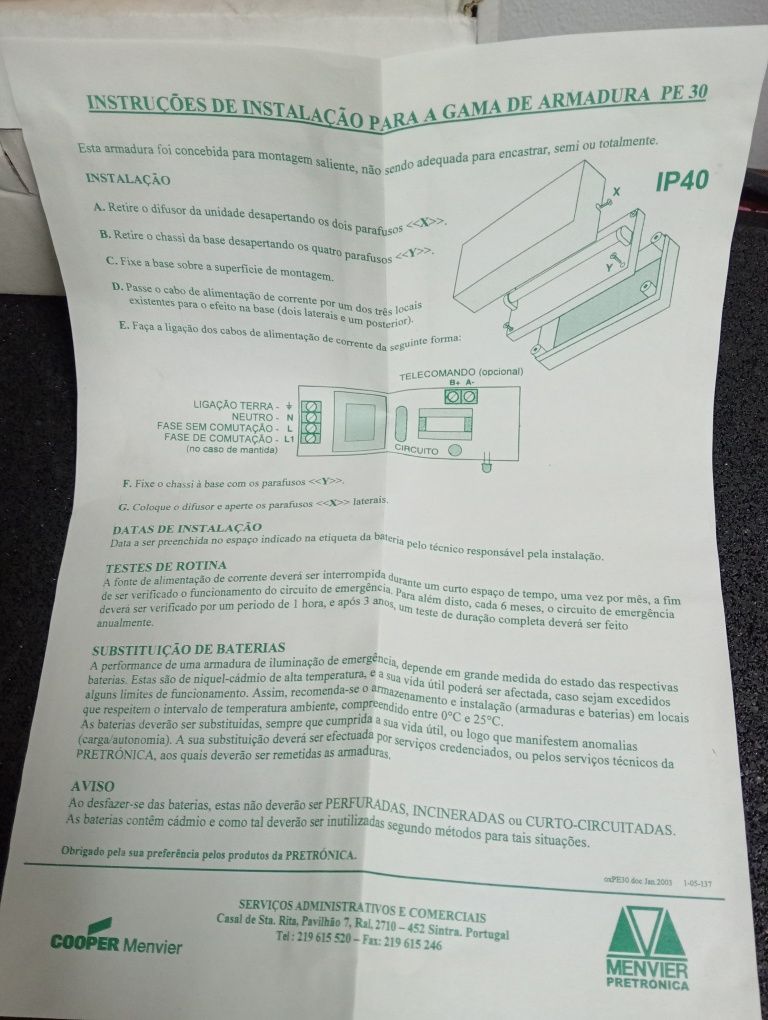 INSTRUÇÕES DE INSTALAÇÃO PARA A GAMA DE ARMADURA PE 30
Esta armadura foi concebida para montagem saliente, não sendo adequada para encastrar, semi ou totalmente.
INSTALAÇÃO
IP40
A. Retire o difusor da unidade desapertando os dois parafusos <<X>>.
B. Retire o chassi da base desapertando os quatro parafusos <<Y>>.
C. Fixe a base sobre a superfície de montagem.
D. Passe o cabo de alimentação de corrente por um dos três locais
existentes para o efeito na base (dois laterais e um posterior).
E. Faça a ligação dos cabos de alimentação de corrente da seguinte forma:
X
Y
TELECOMANDO (opcional)
B+ A-
LIGAÇÃO TERRA - ⏚
NEUTRO - N
FASE SEM COMUTAÇÃO - L
FASE DE COMUTAÇÃO - L1
(no caso de mantida)
CIRCUITO
F. Fixe o chassi à base com os parafusos <<Y>>.
G. Coloque o difusor e aperte os parafusos <<X>> laterais.
DATAS DE INSTALAÇÃO
Data a ser preenchida no espaço indicado na etiqueta da bateria pelo técnico responsável pela instalação.
TESTES DE ROTINA
A fonte de alimentação de corrente deverá ser interrompida durante um curto espaço de tempo, uma vez por mês, a fim
de ser verificado o funcionamento do circuito de emergência. Para além disto, cada 6 meses, o circuito de emergência
deverá ser verificado por um período de 1 hora, e após 3 anos, um teste de duração completa deverá ser feito
anualmente.
SUBSTITUIÇÃO DE BATERIAS
A performance de uma armadura de iluminação de emergência, depende em grande medida do estado das respectivas
baterias. Estas são de níquel-cádmio de alta temperatura, e a sua vida útil poderá ser afectada, caso sejam excedidos
alguns limites de funcionamento. Assim, recomenda-se o armazenamento e instalação (armaduras e baterias) em locais
que respeitem o intervalo de temperatura ambiente, compreendido entre 0°C e 25°C.
As baterias deverão ser substituidas, sempre que cumprida a sua vida útil, ou logo que manifestem anomalias
(carga/autonomia). A sua substituição deverá ser efectuada por serviços credenciados, ou pelos serviços técnicos da
PRETRÓNICA, aos quais deverão ser remetidas as armaduras.
AVISO
Ao desfazer-se das baterias, estas não deverão ser PERFURADAS, INCINERADAS ou CURTO-CIRCUITADAS.
As baterias contêm cádmio e como tal deverão ser inutilizadas segundo métodos para tais situações.
Obrigado pela sua preferência pelos produtos da PRETRÓNICA.
oxPE30.doc Jan.2003 1-05-137
SERVIÇOS ADMINISTRATIVOS E COMERCIAIS
Casal de Sta. Rita, Pavilhão 7, Ral, 2710 – 452 Sintra. Portugal
Tel : 219 615 520 – Fax: 219 615 246
COOPER Menvier
MENVIER
PRETRONICA